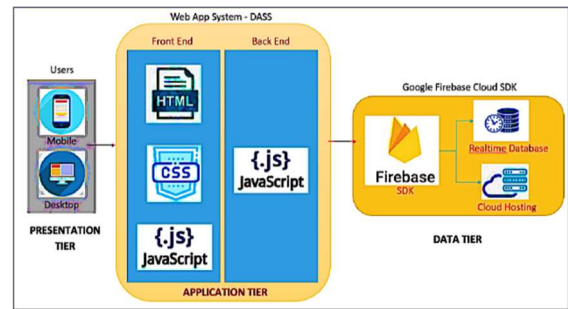 Web App System - DASS
Users
Mobile
Desktop
PRESENTATION
TIER
Front End
HTML
CSS
{.js}
JavaScript
Back End
{.js}
JavaScript
APPLICATION TIER
Google Firebase Cloud SDK
Firebase
SDK
Realtime Database
Cloud Hosting
DATA TIER